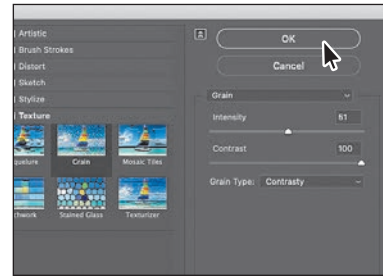 Artistic
Brush Strokes
Distort
Sketch
Stylize
Texture
quelure
Grain
Mosaic Tiles
chwork
Stained Glass
Texturizer
OK
Cancel
Grain
Intensity
61
Contrast
100
Grain Type: Contrasty